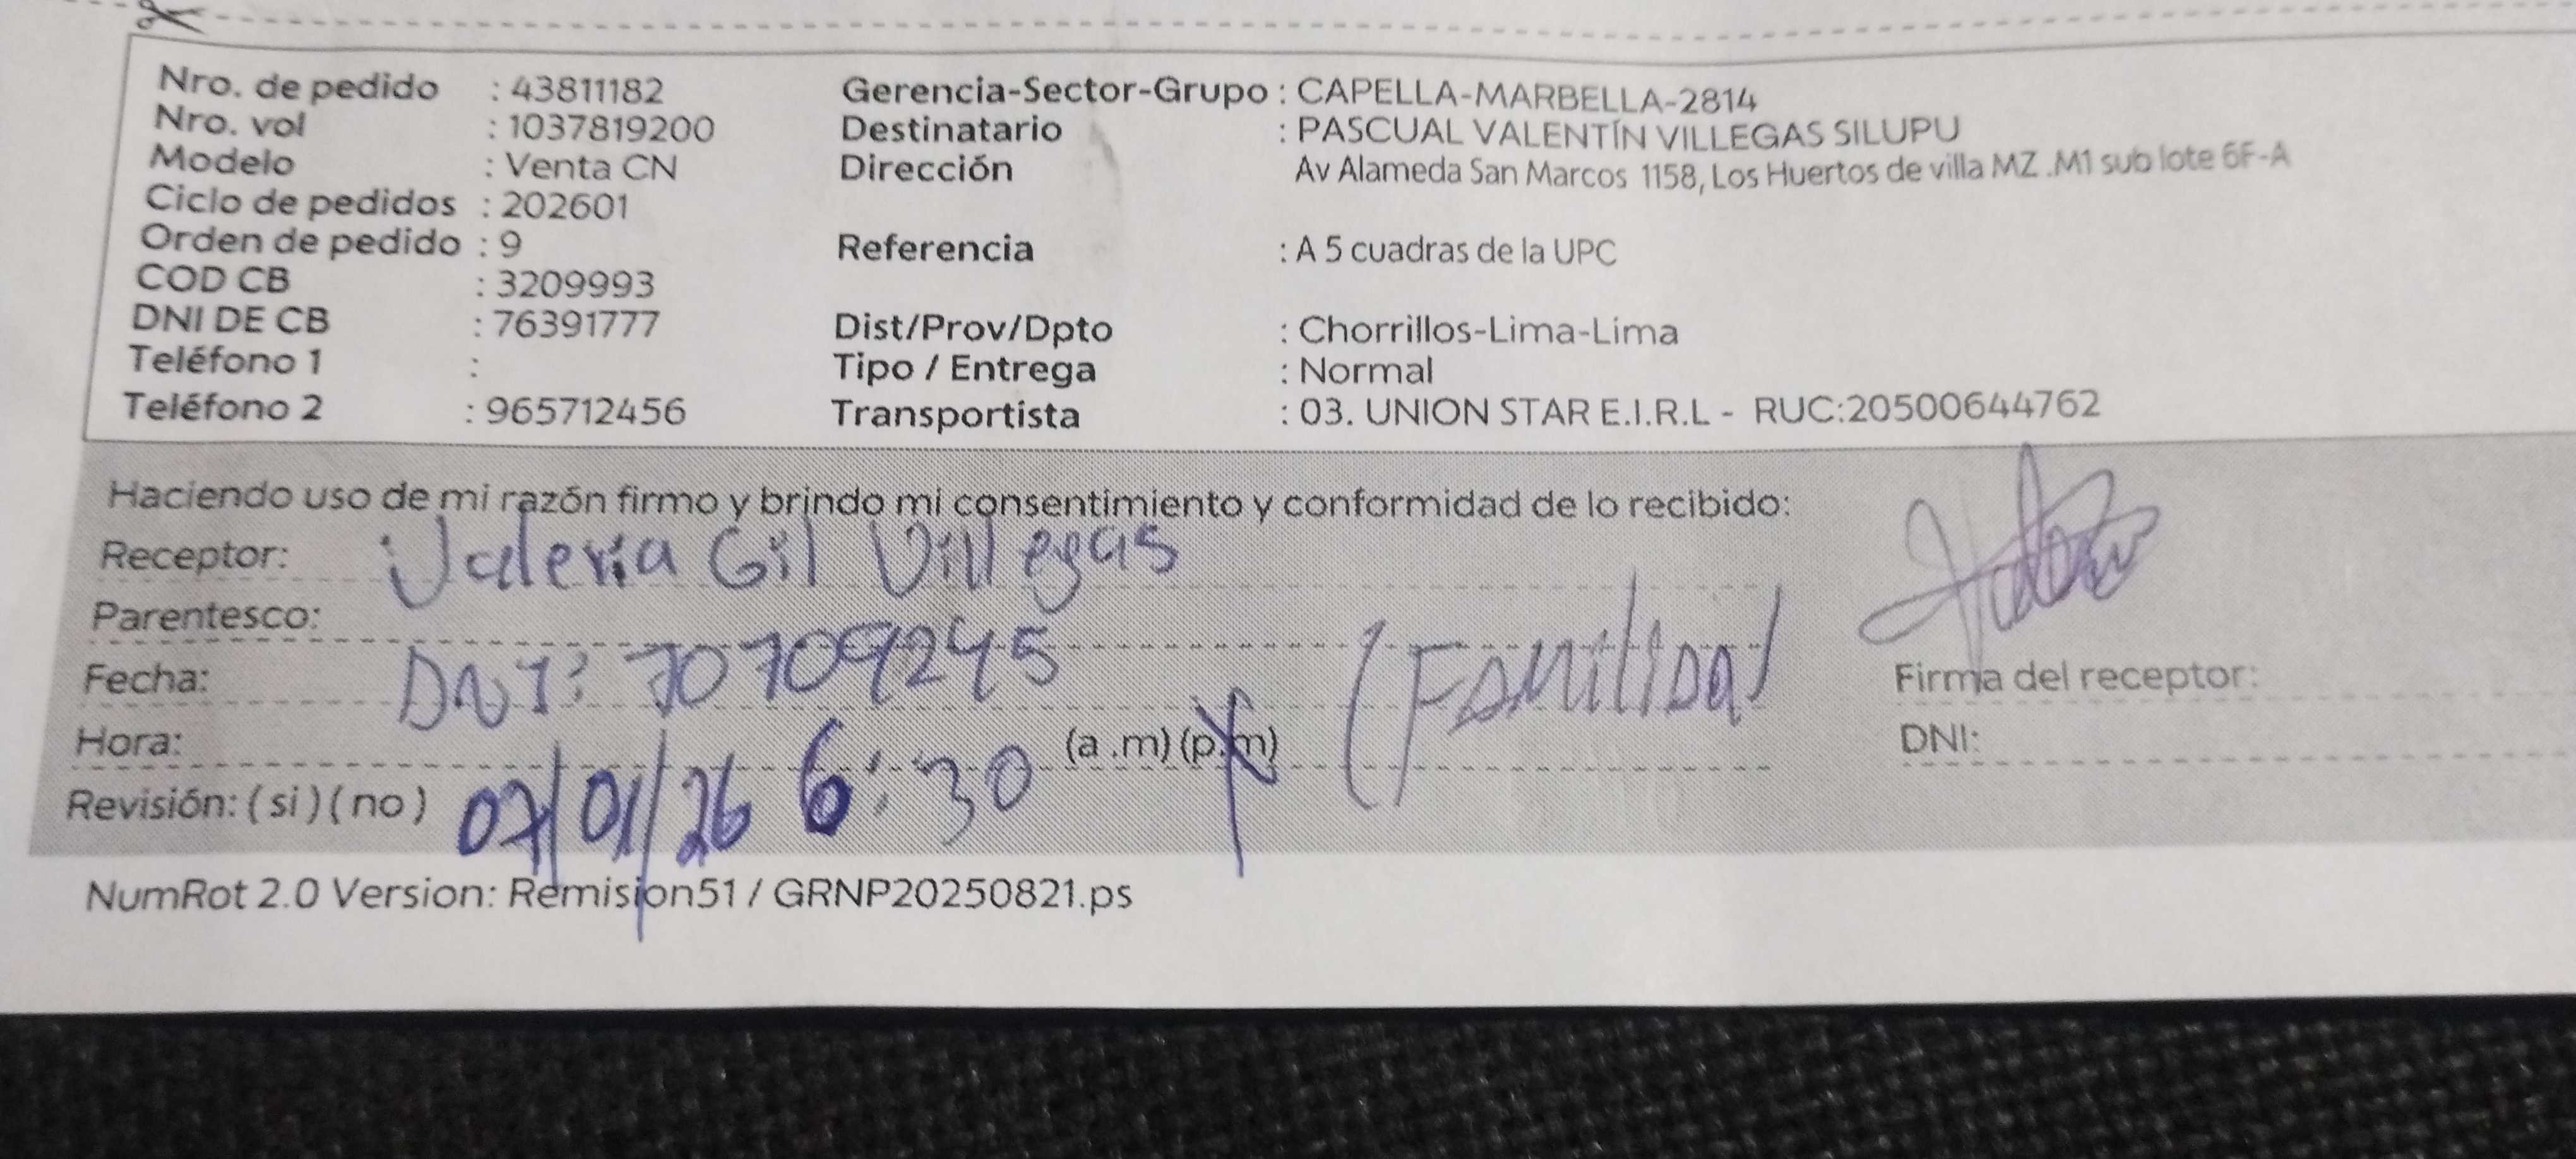 Nro. de pedido : 43811182 Gerencia-Sector-Grupo : CAPELLA-MARBELLA-2814
Nro. vol : 1037819200 Destinatario : PASCUAL VALENTÍN VILLEGAS SILUPU
Modelo : Venta CN Dirección Av Alameda San Marcos 1158, Los Huertos de villa MZ .M1 sub lote 6F-A
Ciclo de pedidos : 202601
Orden de pedido : 9 Referencia : A 5 cuadras de la UPC
COD CB : 3209993
DNI DE CB : 76391777 Dist/Prov/Dpto : Chorrillos-Lima-Lima
Teléfono 1 : Tipo / Entrega : Normal
Teléfono 2 : 965712456 Transportista : 03. UNION STAR E.I.R.L - RUC:20500644762
Haciendo uso de mi razón firmo y brindo mi consentimiento y conformidad de lo recibido:
Receptor: Valeria Gil Villegas
Parentesco:
Fecha: DNI: 70709245 (Familiar) Firma del receptor:
Hora: (a .m) (p.m) DNI:
Revisión: ( si ) ( no ) 07/01/26 6:30
NumRot 2.0 Version: Remision51 / GRNP20250821.ps